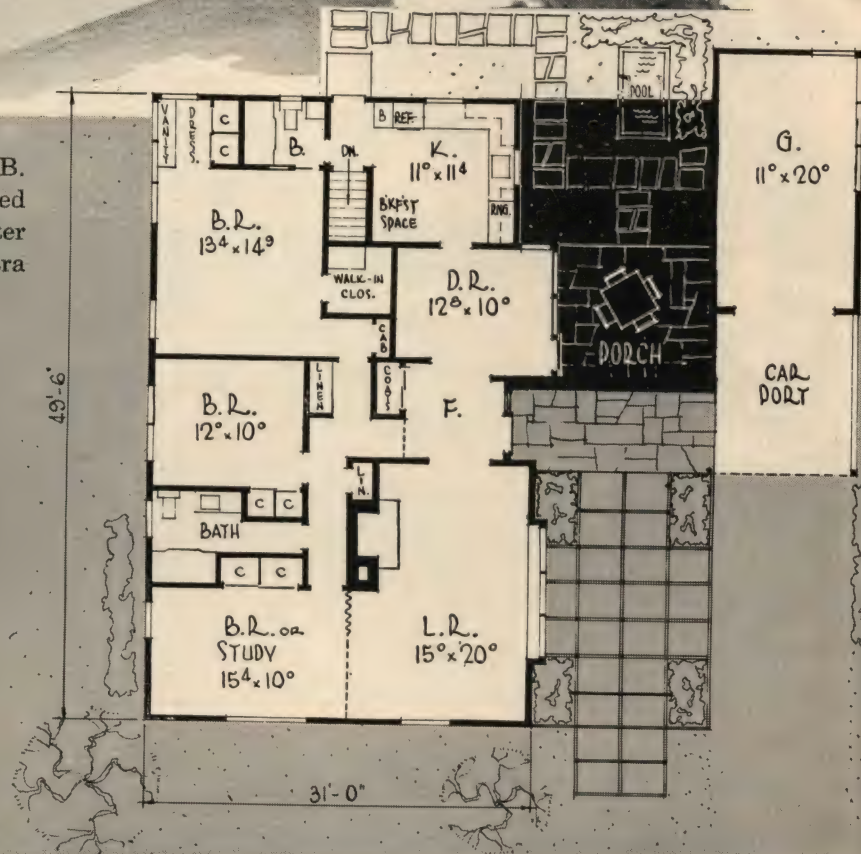 B.
ed
ter
ra
POOL
VANITY
DRESS.
C
C
B.
DN.
B
REF.
K.
11⁰ x 11⁴
RNG.
BKF'ST
SPACE
G.
11⁰ x 20⁰
B.R.
13⁴ x 14⁹
WALK-IN
CLOS.
D.R.
12⁸ x 10⁰
PORCH
CAB
CAR
PORT
49'-6"
LINEN
COATS
B.R.
12⁰ x 10⁰
F.
LIN.
C
C
BATH
C
C
B.R. OR
STUDY
15⁴ x 10⁰
L.R.
15⁰ x 20⁰
31'-0"